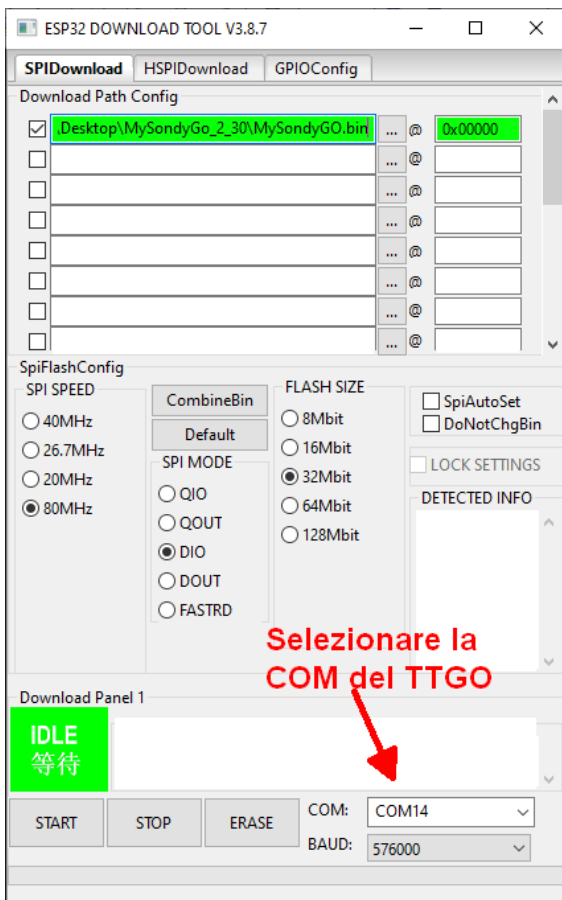 ESP32 DOWNLOAD TOOL V3.8.7
SPIDownload HSPIDownload GPIOConfig
Download Path Config
.Desktop\MySondyGo_2_30\MySondyGO.bin ... @ 0x00000
... @
... @
... @
... @
... @
... @
... @
SpiFlashConfig
SPI SPEED
40MHz
26.7MHz
20MHz
80MHz
CombineBin
Default
SPI MODE
QIO
QOUT
DIO
DOUT
FASTRD
FLASH SIZE
8Mbit
16Mbit
32Mbit
64Mbit
128Mbit
SpiAutoSet
DoNotChgBin
LOCK SETTINGS
DETECTED INFO
Selezionare la
COM del TTGO
Download Panel 1
IDLE
等待
START STOP ERASE
COM: COM14
BAUD: 576000